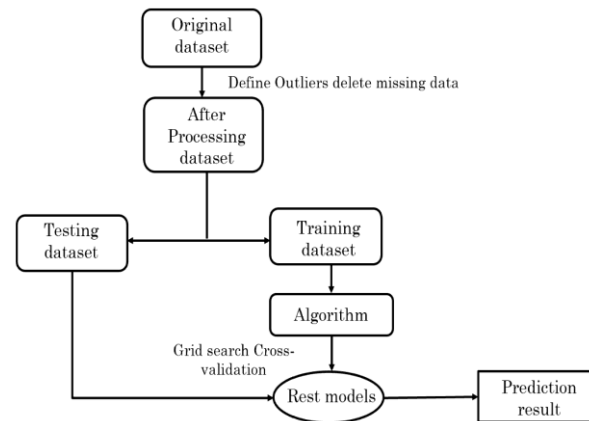 Original
dataset
Define Outliers delete missing data
After
Processing
dataset
Testing
dataset
Training
dataset
Algorithm
Grid search Cross-
validation
Rest models
Prediction
result